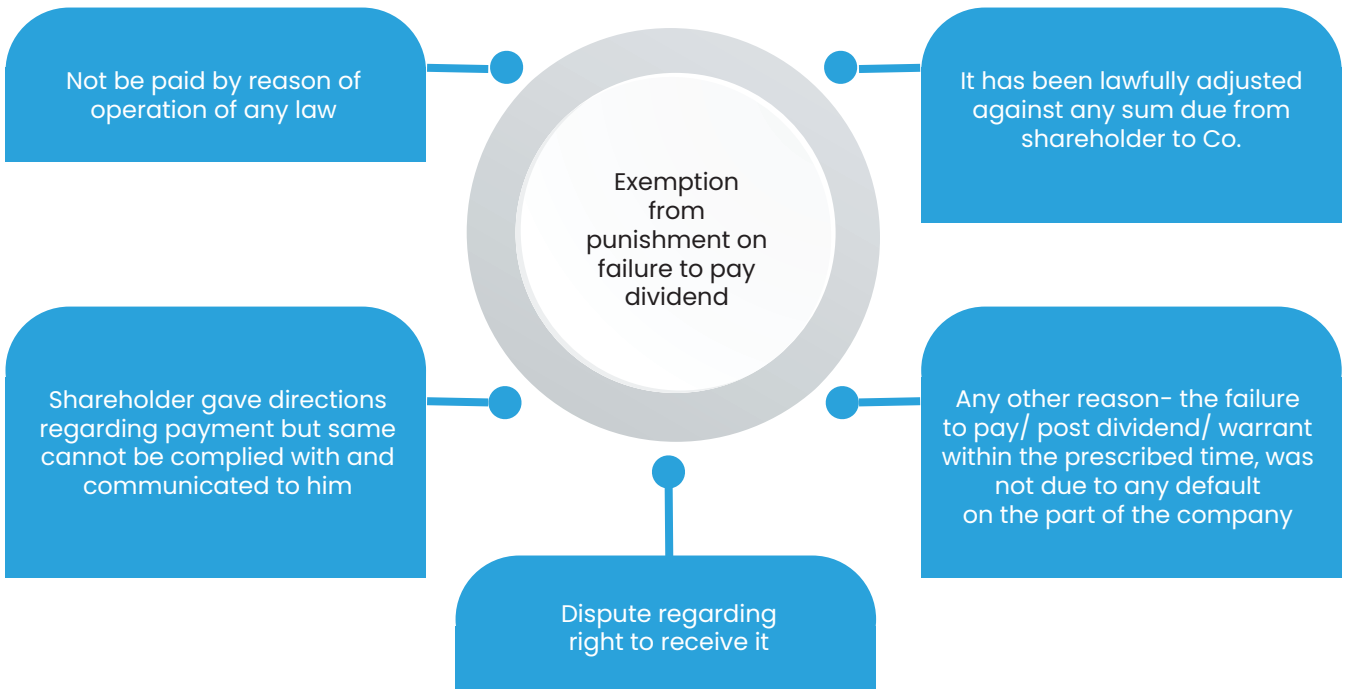 Not be paid by reason of
operation of any law
It has been lawfully adjusted
against any sum due from
shareholder to Co.
Exemption
from
punishment on
failure to pay
dividend
Shareholder gave directions
regarding payment but same
cannot be complied with and
communicated to him
Any other reason- the failure
to pay/ post dividend/ warrant
within the prescribed time, was
not due to any default
on the part of the company
Dispute regarding
right to receive it